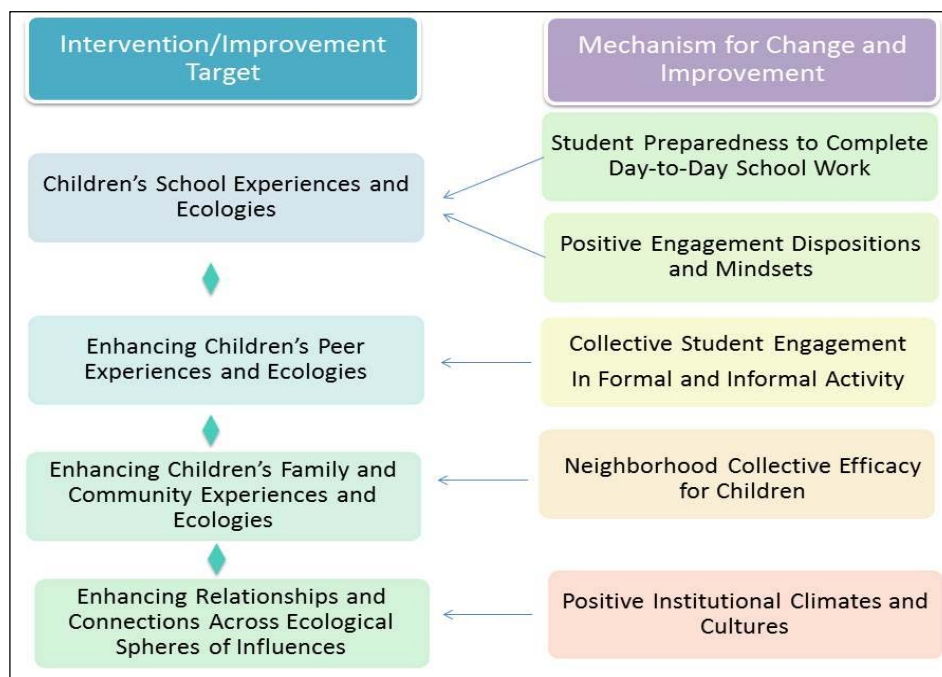 Intervention/Improvement
Target
Mechanism for Change and
Improvement
Children's School Experiences and
Ecologies
Student Preparedness to Complete
Day-to-Day School Work
Positive Engagement Dispositions
and Mindsets
Enhancing Children's Peer
Experiences and Ecologies
Collective Student Engagement
In Formal and Informal Activity
Enhancing Children's Family and
Community Experiences and
Ecologies
Neighborhood Collective Efficacy
for Children
Enhancing Relationships and
Connections Across Ecological
Spheres of Influences
Positive Institutional Climates and
Cultures